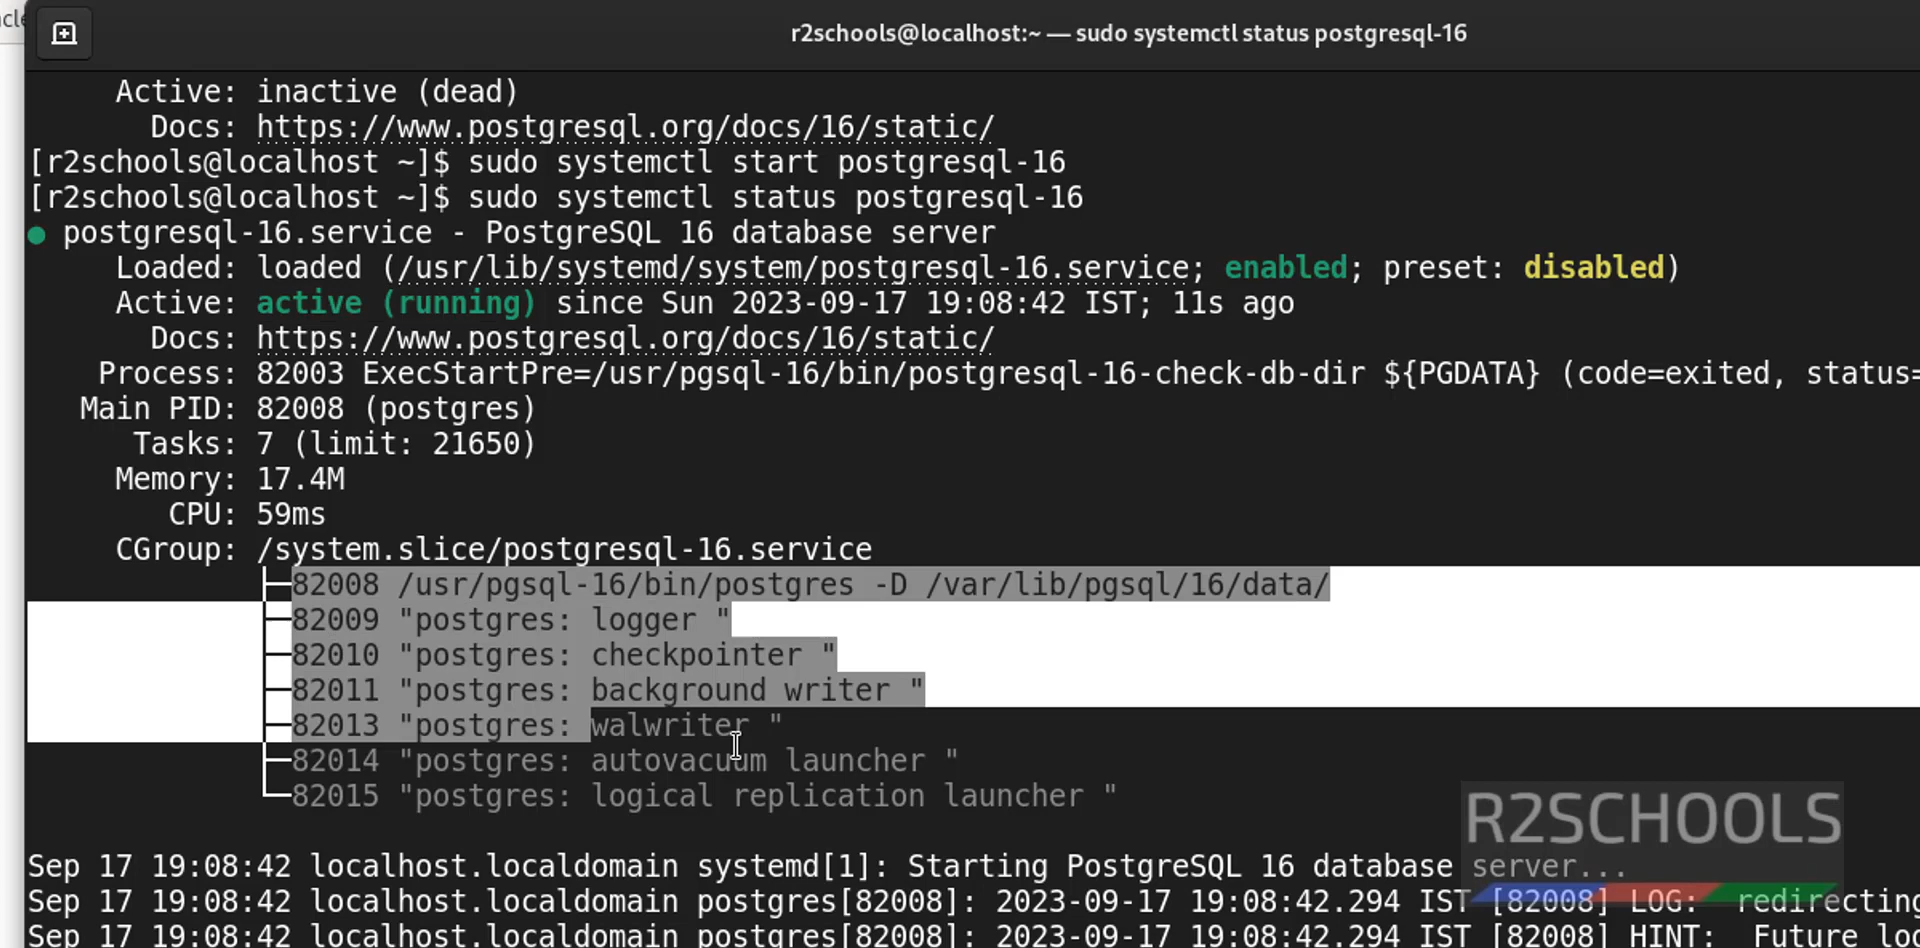 r2schools@localhost:~ — sudo systemctl status postgresql-16
Active: inactive (dead)
Docs: https://www.postgresql.org/docs/16/static/
[r2schools@localhost ~]$ sudo systemctl start postgresql-16
[r2schools@localhost ~]$ sudo systemctl status postgresql-16
● postgresql-16.service - PostgreSQL 16 database server
Loaded: loaded (/usr/lib/systemd/system/postgresql-16.service; enabled; preset: disabled)
Active: active (running) since Sun 2023-09-17 19:08:42 IST; 11s ago
Docs: https://www.postgresql.org/docs/16/static/
Process: 82003 ExecStartPre=/usr/pgsql-16/bin/postgresql-16-check-db-dir ${PGDATA} (code=exited, status=
Main PID: 82008 (postgres)
Tasks: 7 (limit: 21650)
Memory: 17.4M
CPU: 59ms
CGroup: /system.slice/postgresql-16.service
├─82008 /usr/pgsql-16/bin/postgres -D /var/lib/pgsql/16/data/
├─82009 "postgres: logger "
├─82010 "postgres: checkpointer "
├─82011 "postgres: background writer "
├─82013 "postgres: walwriter "
├─82014 "postgres: autovacuum launcher "
└─82015 "postgres: logical replication launcher "
R2SCHOOLS
Sep 17 19:08:42 localhost.localdomain systemd[1]: Starting PostgreSQL 16 database server...
Sep 17 19:08:42 localhost.localdomain postgres[82008]: 2023-09-17 19:08:42.294 IST [82008] LOG:  redirecting
Sep 17 19:08:42 localhost.localdomain postgres[82008]: 2023-09-17 19:08:42.294 IST [82008] HINT:  Future